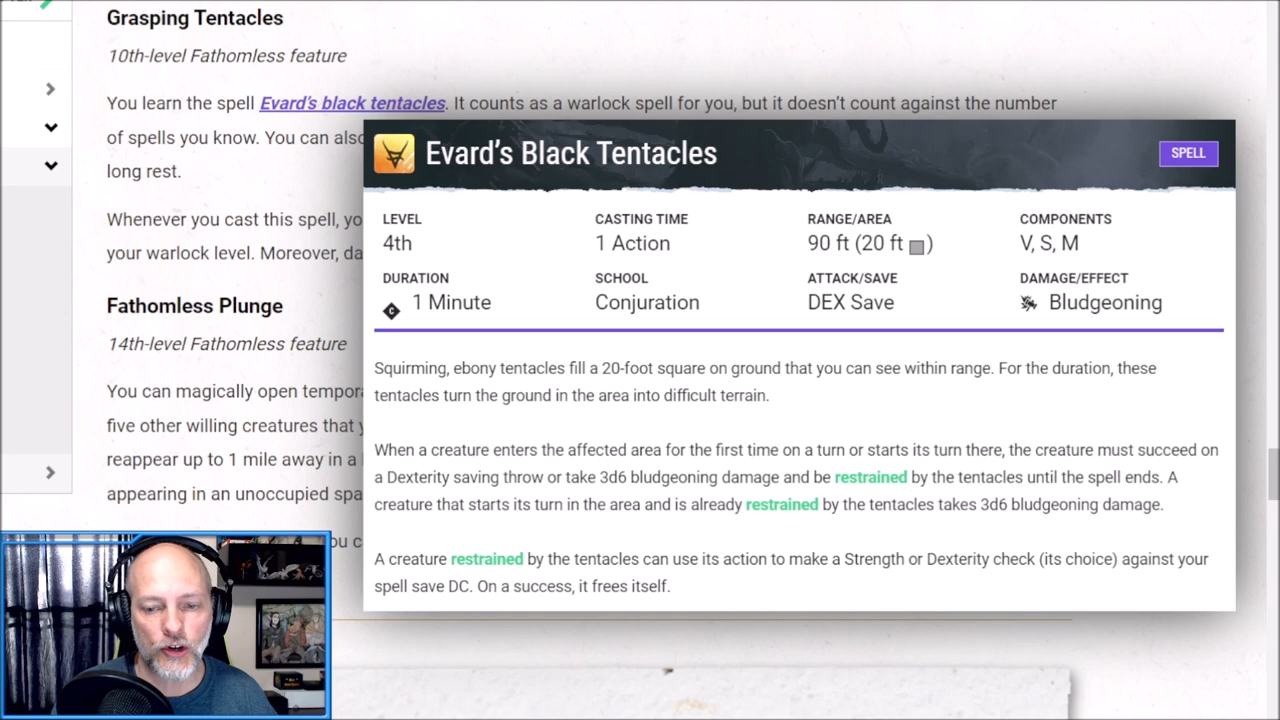 Grasping Tentacles
10th-level Fathomless feature
You learn the spell Evard's black tentacles. It counts as a warlock spell for you, but it doesn't count against the number
of spells you know. You can also
long rest.
Whenever you cast this spell, yo
your warlock level. Moreover, da
Fathomless Plunge
14th-level Fathomless feature
You can magically open tempora
five other willing creatures that y
reappear up to 1 mile away in a
appearing in an unoccupied spa
ou c
Evard's Black Tentacles
SPELL
LEVEL CASTING TIME RANGE/AREA COMPONENTS
4th 1 Action 90 ft (20 ft ) V, S, M
DURATION SCHOOL ATTACK/SAVE DAMAGE/EFFECT
C 1 Minute Conjuration DEX Save Bludgeoning
Squirming, ebony tentacles fill a 20-foot square on ground that you can see within range. For the duration, these
tentacles turn the ground in the area into difficult terrain.
When a creature enters the affected area for the first time on a turn or starts its turn there, the creature must succeed on
a Dexterity saving throw or take 3d6 bludgeoning damage and be restrained by the tentacles until the spell ends. A
creature that starts its turn in the area and is already restrained by the tentacles takes 3d6 bludgeoning damage.
A creature restrained by the tentacles can use its action to make a Strength or Dexterity check (its choice) against your
spell save DC. On a success, it frees itself.